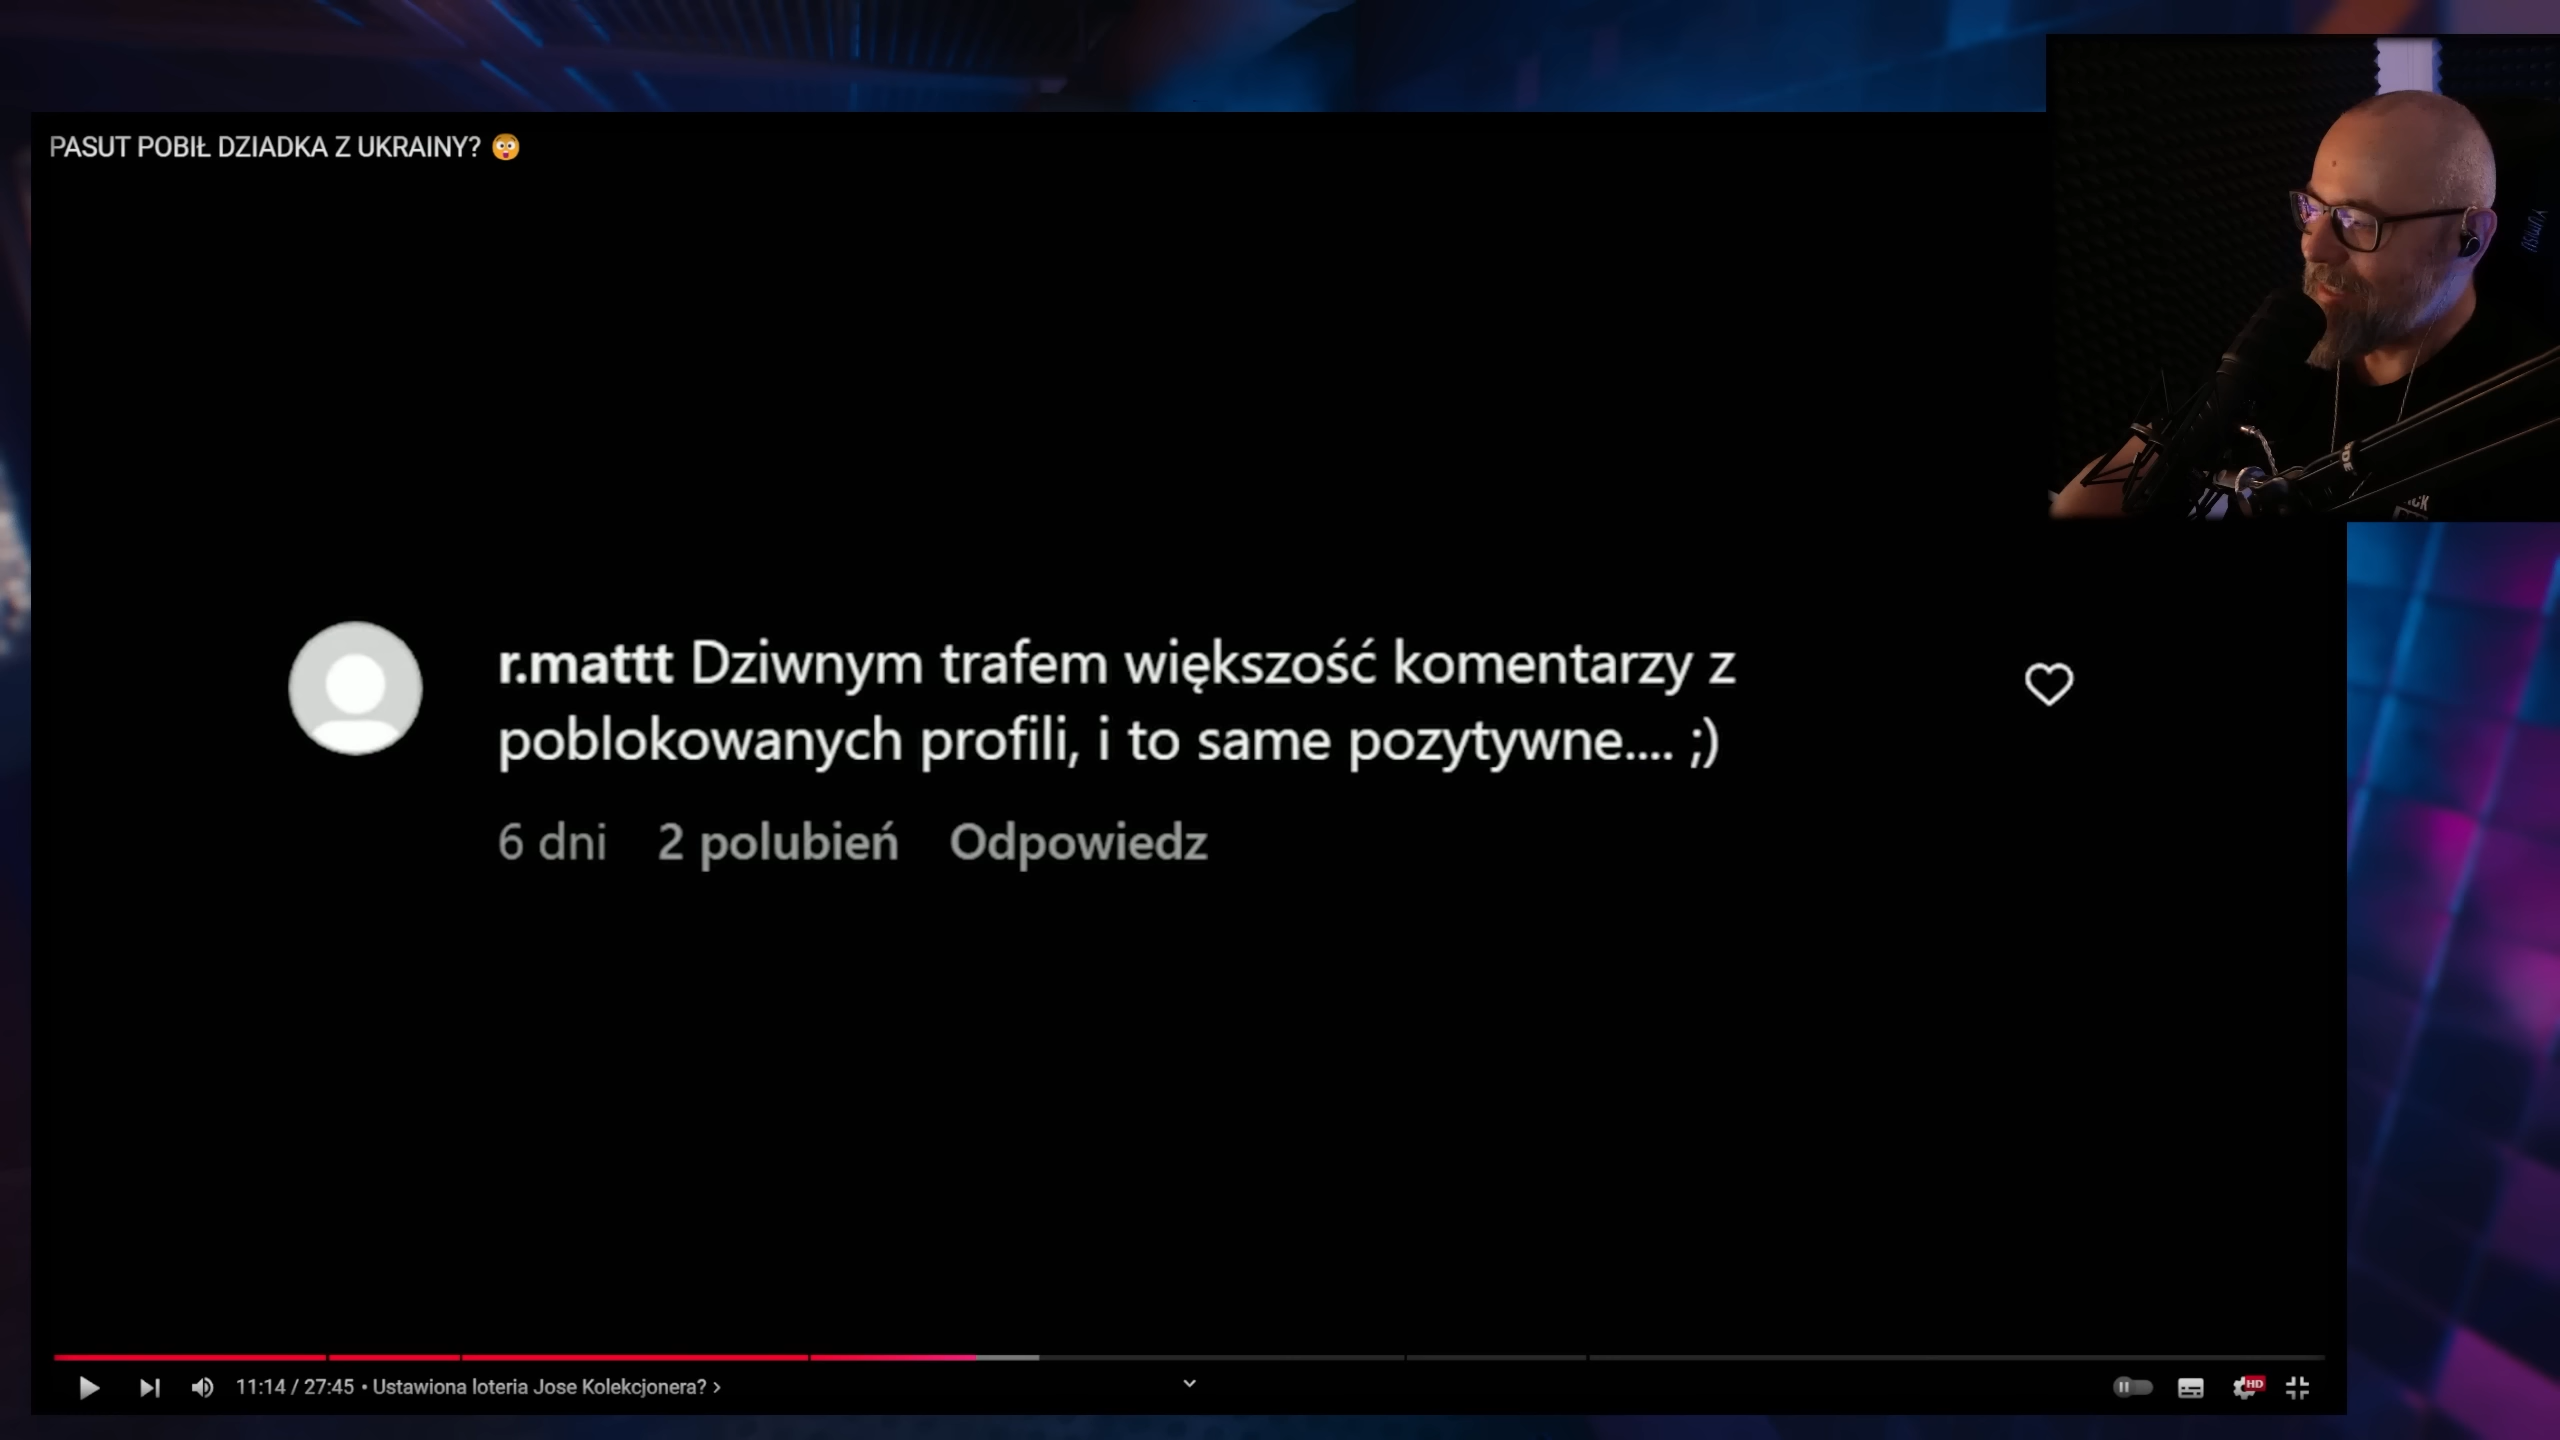 PASUT POBIŁ DZIADKA Z UKRAINY? 😲
r.mattt Dziwnym trafem większość komentarzy z
poblokowanych profili, i to same pozytywne.... ;)
6 dni 2 polubień Odpowiedz
11:14 / 27:45 • Ustawiona loteria Jose Kolekcjonera? ›
HD